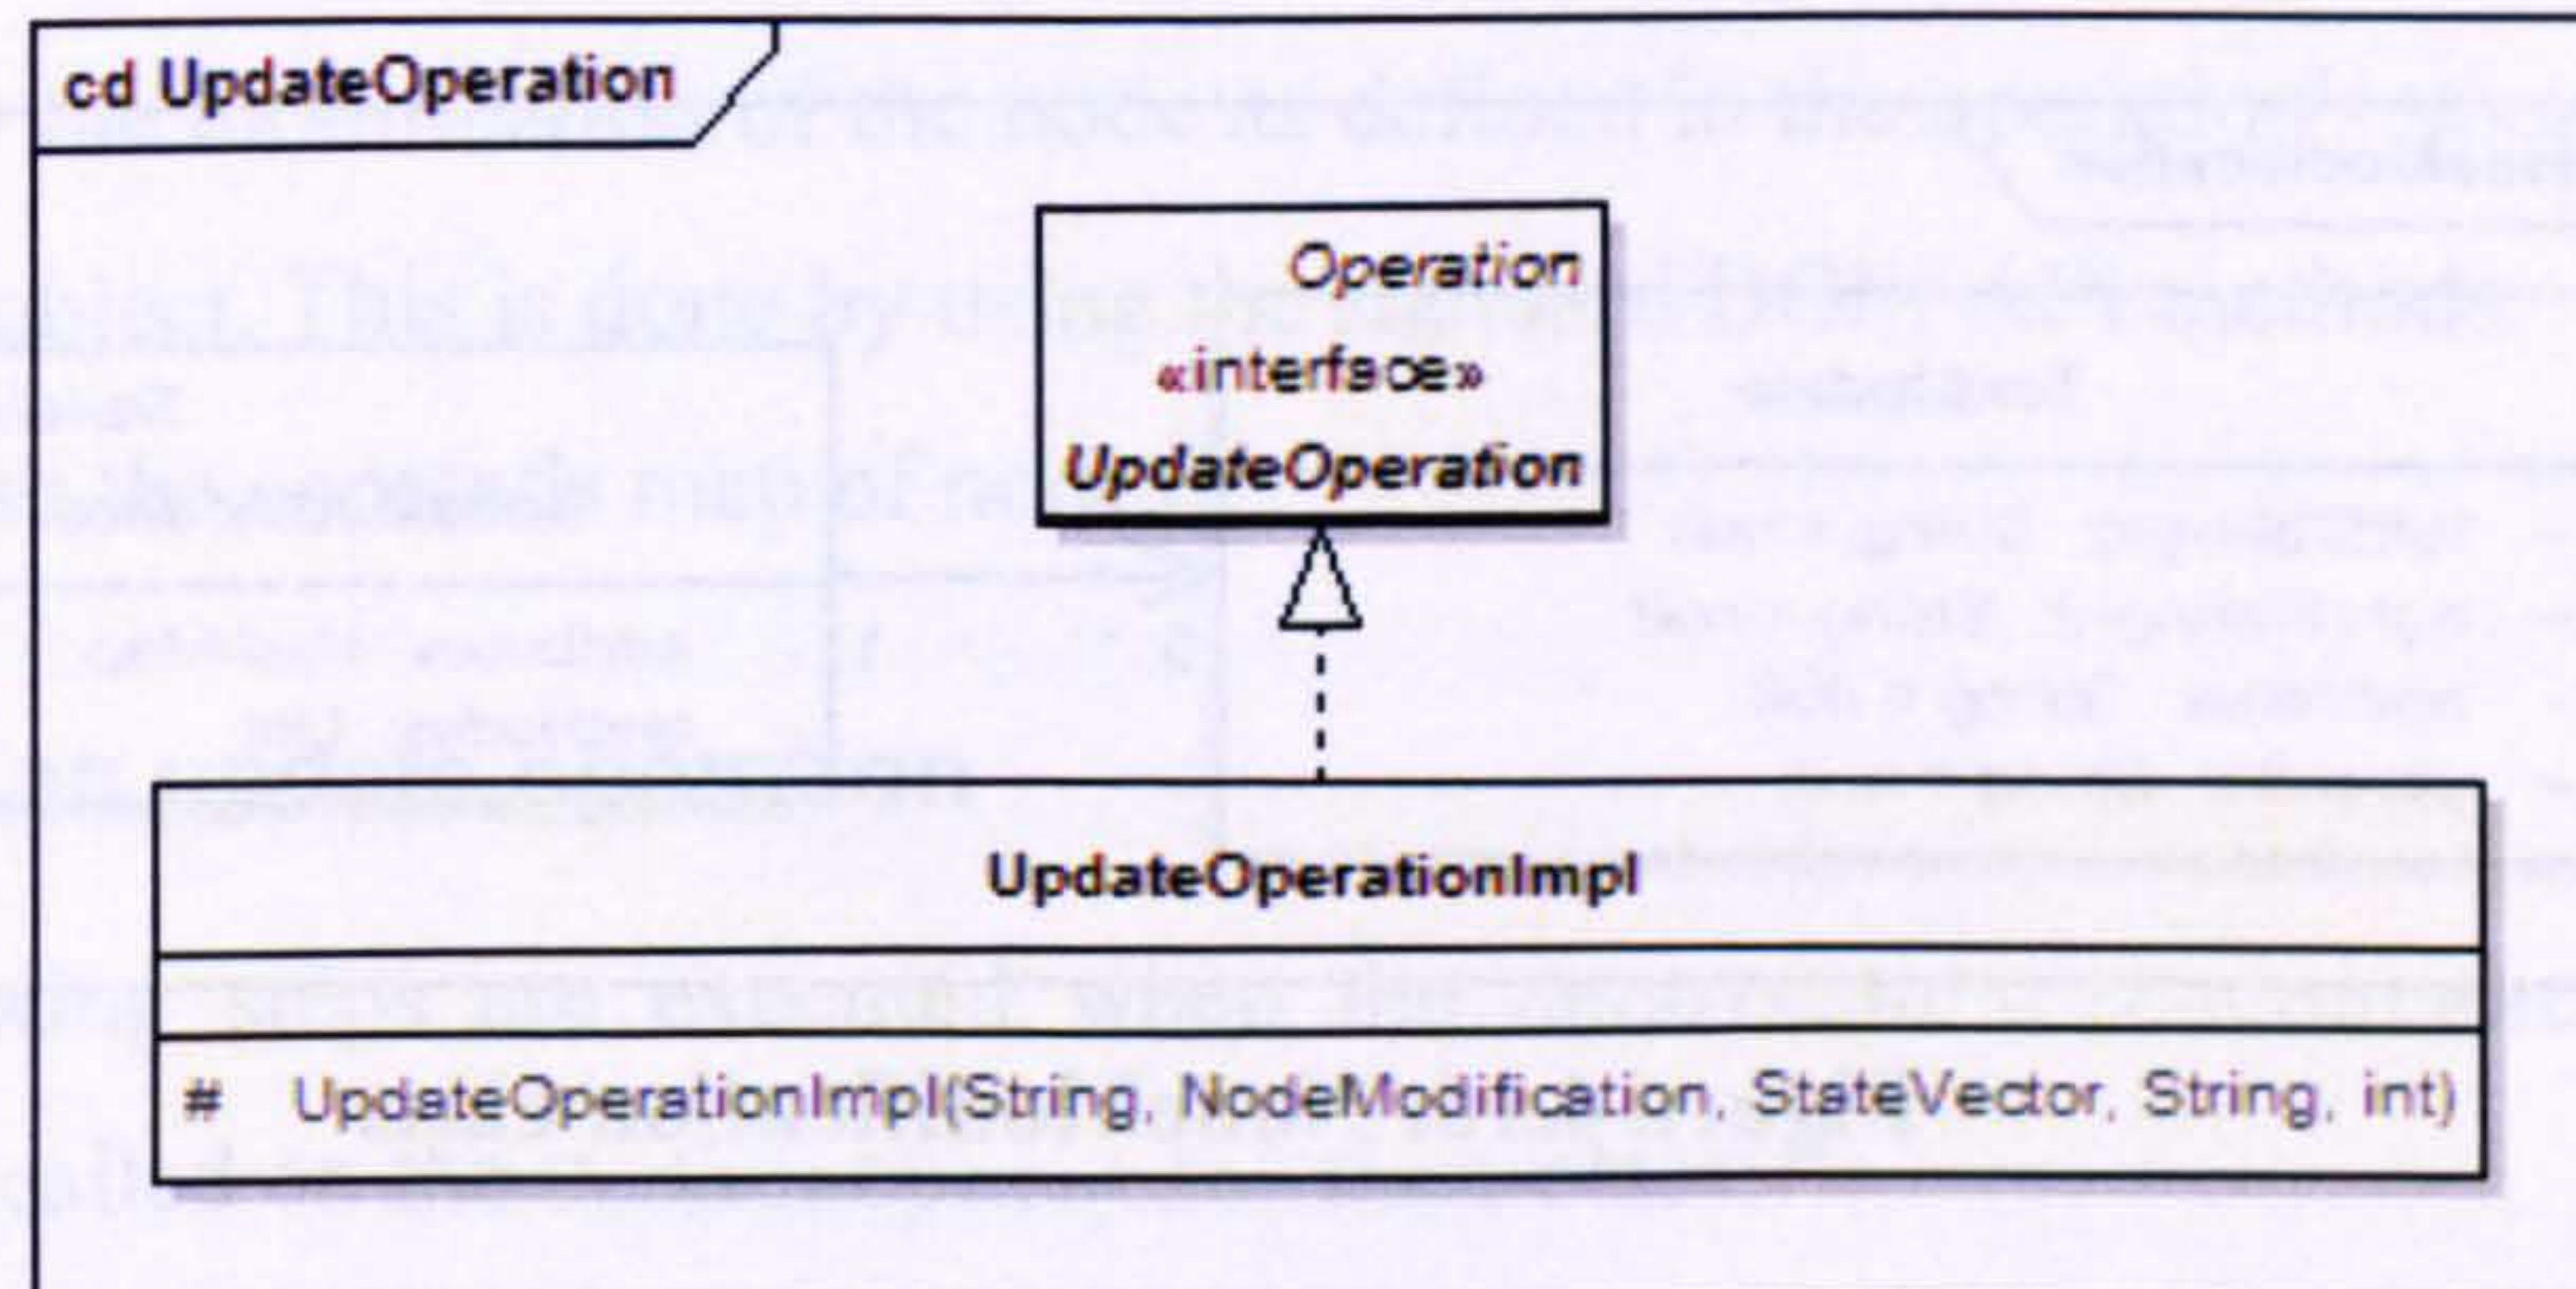 cd UpdateOperation
Operation
«interface»
UpdateOperation
UpdateOperationImpl
# UpdateOperationImpl(String, NodeModification, StateVector, String, int)